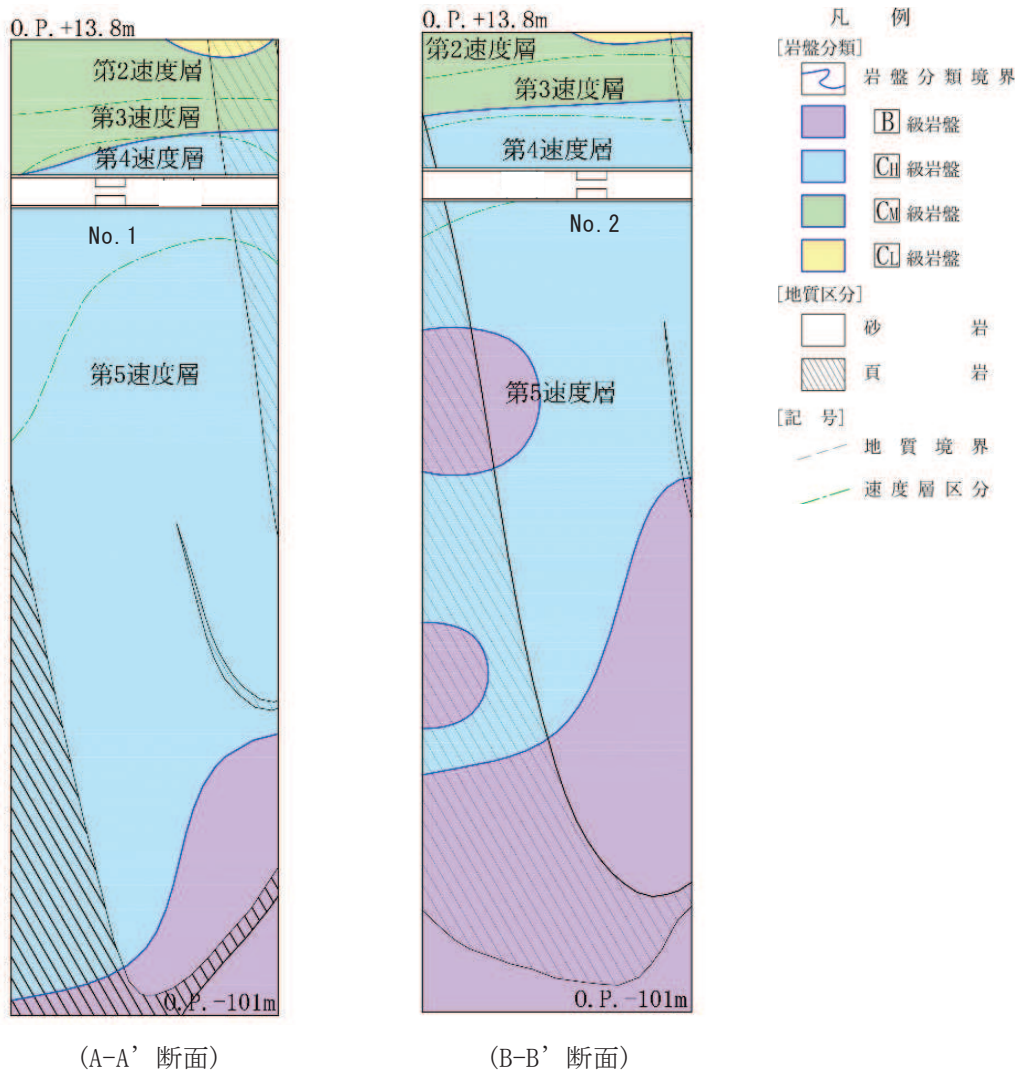 O.P.+13.8m
第2速度層
第3速度層
第4速度層
No.1
第5速度層
O.P.-101m
(A-A’断面)
O.P.+13.8m
第2速度層
第3速度層
第4速度層
No.2
第5速度層
O.P.-101m
(B-B’断面)
凡 例
[岩盤分類]
岩盤分類境界
B 級岩盤
CH 級岩盤
CM 級岩盤
CL 級岩盤
[地質区分]
砂 岩
頁 岩
[記 号]
地質境界
速度層区分